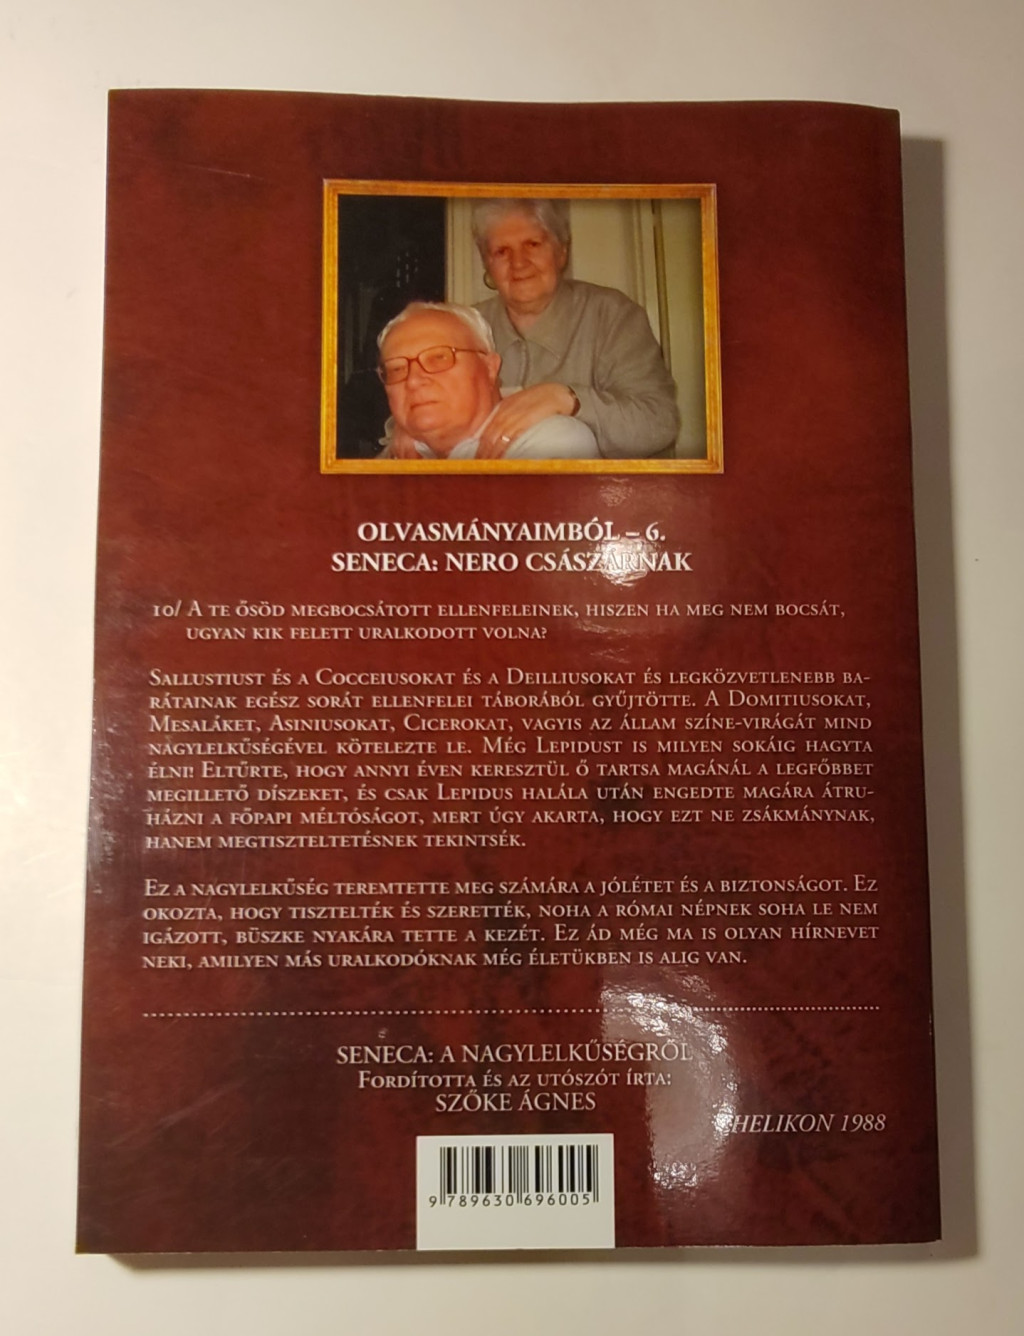 OLVASMÁNYAIMBÓL – 6.
SENECA: NERO CSÁSZÁRNAK
10/ A TE ŐSÖD MEGBOCSÁTOTT ELLENFELEINEK, HISZEN HA MEG NEM BOCSÁT,
UGYAN KIK FELETT URALKODOTT VOLNA?
SALLUSTIUST ÉS A COCCEIUSOKAT ÉS A DEILLIUSOKAT ÉS LEGKÖZVETLENEBB BA-
RÁTAINAK EGÉSZ SORÁT ELLENFELEI TÁBORÁBÓL GYŰJTÖTTE. A DOMITIUSOKAT,
MESALÁKET, ASINIUSOKAT, CICEROKAT, VAGYIS AZ ÁLLAM SZÍNE-VIRÁGÁT MIND
NAGYLELKŰSÉGÉVEL KÖTELEZTE LE. MÉG LEPIDUST IS MILYEN SOKÁIG HAGYTA
ÉLNI! ELTŰRTE, HOGY ANNYI ÉVEN KERESZTÜL Ő TARTSA MAGÁNÁL A LEGFŐBBET
MEGILLETŐ DÍSZEKET, ÉS CSAK LEPIDUS HALÁLA UTÁN ENGEDTE MAGÁRA ÁTRU-
HÁZNI A FŐPAPI MÉLTÓSÁGOT, MERT ÚGY AKARTA, HOGY EZT NE ZSÁKMÁNYNAK,
HANEM MEGTISZTELTETÉSNEK TEKINTSÉK.
EZ A NAGYLELKŰSÉG TEREMTETTE MEG SZÁMÁRA A JÓLÉTET ÉS A BIZTONSÁGOT. EZ
OKOZTA, HOGY TISZTELTÉK ÉS SZERETTÉK, NOHA A RÓMAI NÉPNEK SOHA LE NEM
IGÁZOTT, BÜSZKE NYAKÁRA TETTE A KEZÉT. EZ ÁD MÉG MA IS OLYAN HÍRNEVET
NEKI, AMILYEN MÁS URALKODÓKNAK MÉG ÉLETÜKBEN IS ALIG VAN.
SENECA: A NAGYLELKŰSÉGRŐL
FORDÍTOTTA ÉS AZ UTÓSZÓT ÍRTA:
SZŐKE ÁGNES
HELIKON 1988
9 789630 696005